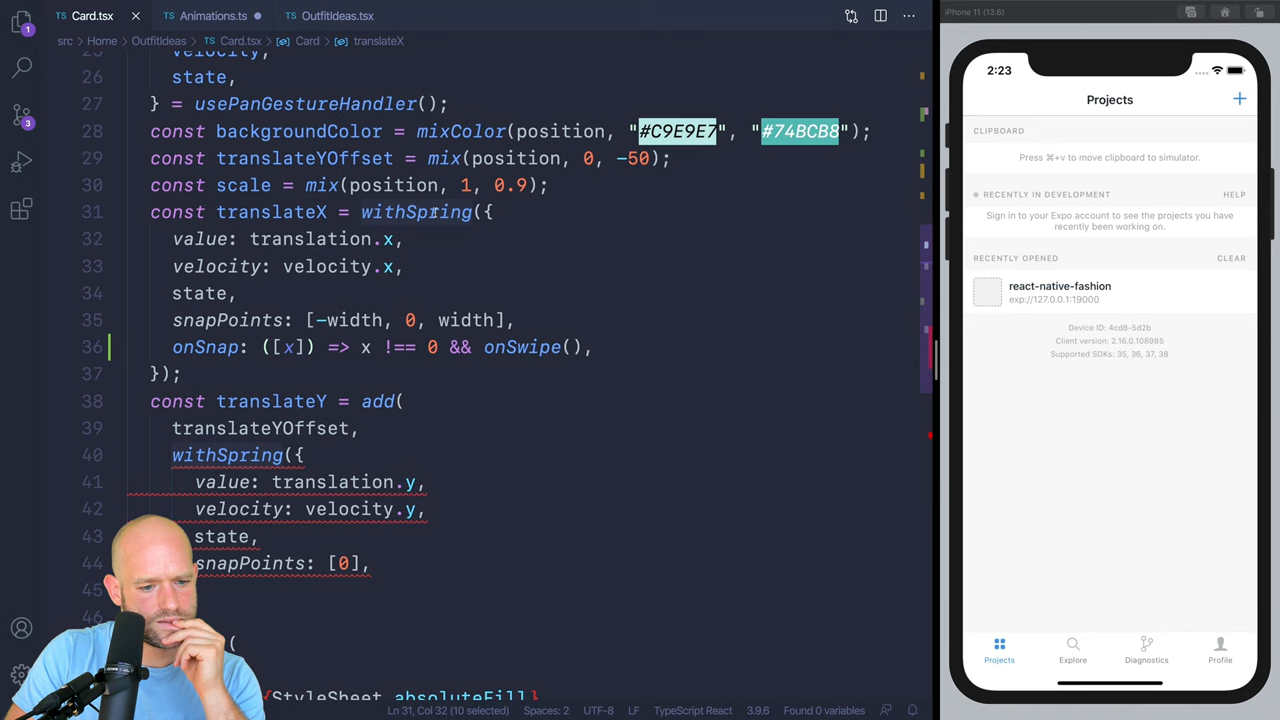 Card.tsx
Animations.ts
OutfitIdeas.tsx
iPhone 11 (13.6)
src > Home > OutfitIdeas > Card.tsx > Card > translateX
velocity,
26 state,
27 } = usePanGestureHandler();
28 const backgroundColor = mixColor(position, "#C9E9E7", "#74BCB8");
29 const translateYOffset = mix(position, 0, -50);
30 const scale = mix(position, 1, 0.9);
31 const translateX = withSpring({
32 value: translation.x,
33 velocity: velocity.x,
34 state,
35 snapPoints: [-width, 0, width],
36 onSnap: ([x]) => x !== 0 && onSwipe(),
37 });
38 const translateY = add(
39 translateYOffset,
40 withSpring({
41 value: translation.y,
42 velocity: velocity.y,
43 state,
44 snapPoints: [0],
45
46
(
{StyleSheet.absoluteFill}
Ln 31, Col 32 (10 selected) Spaces: 2 UTF-8 LF TypeScript React 3.9.6 Found 0 variables
1
3
2:23
Projects
CLIPBOARD
Press ⌘+v to move clipboard to simulator.
RECENTLY IN DEVELOPMENT HELP
Sign in to your Expo account to see the projects you have
recently been working on.
RECENTLY OPENED CLEAR
react-native-fashion
exp://127.0.0.1:19000
Device ID: 4cd8-5d2b
Client version: 2.16.0.108985
Supported SDKs: 35, 36, 37, 38
Projects Explore Diagnostics Profile